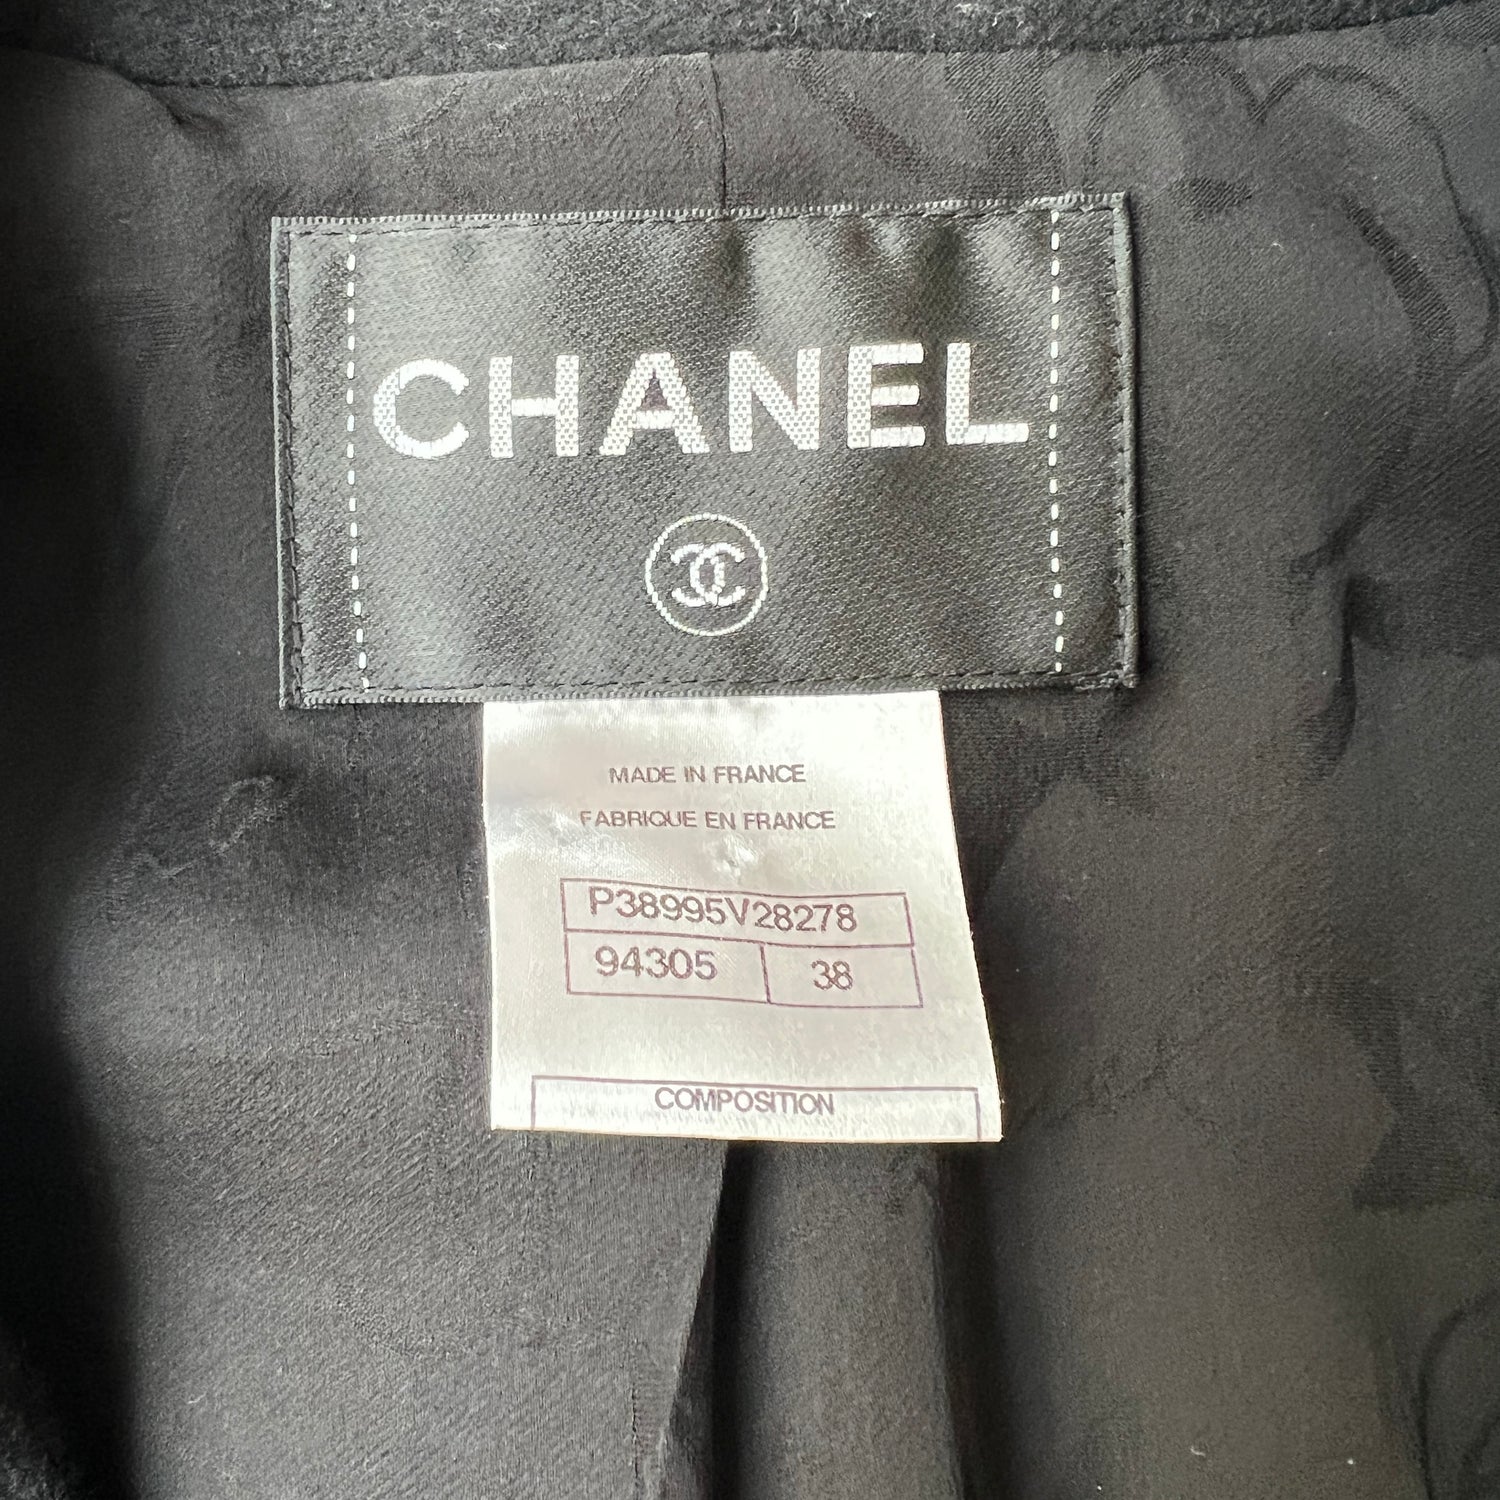 CHANEL
MADE IN FRANCE
FABRIQUE EN FRANCE
P38995V28278
94305 38
COMPOSITION